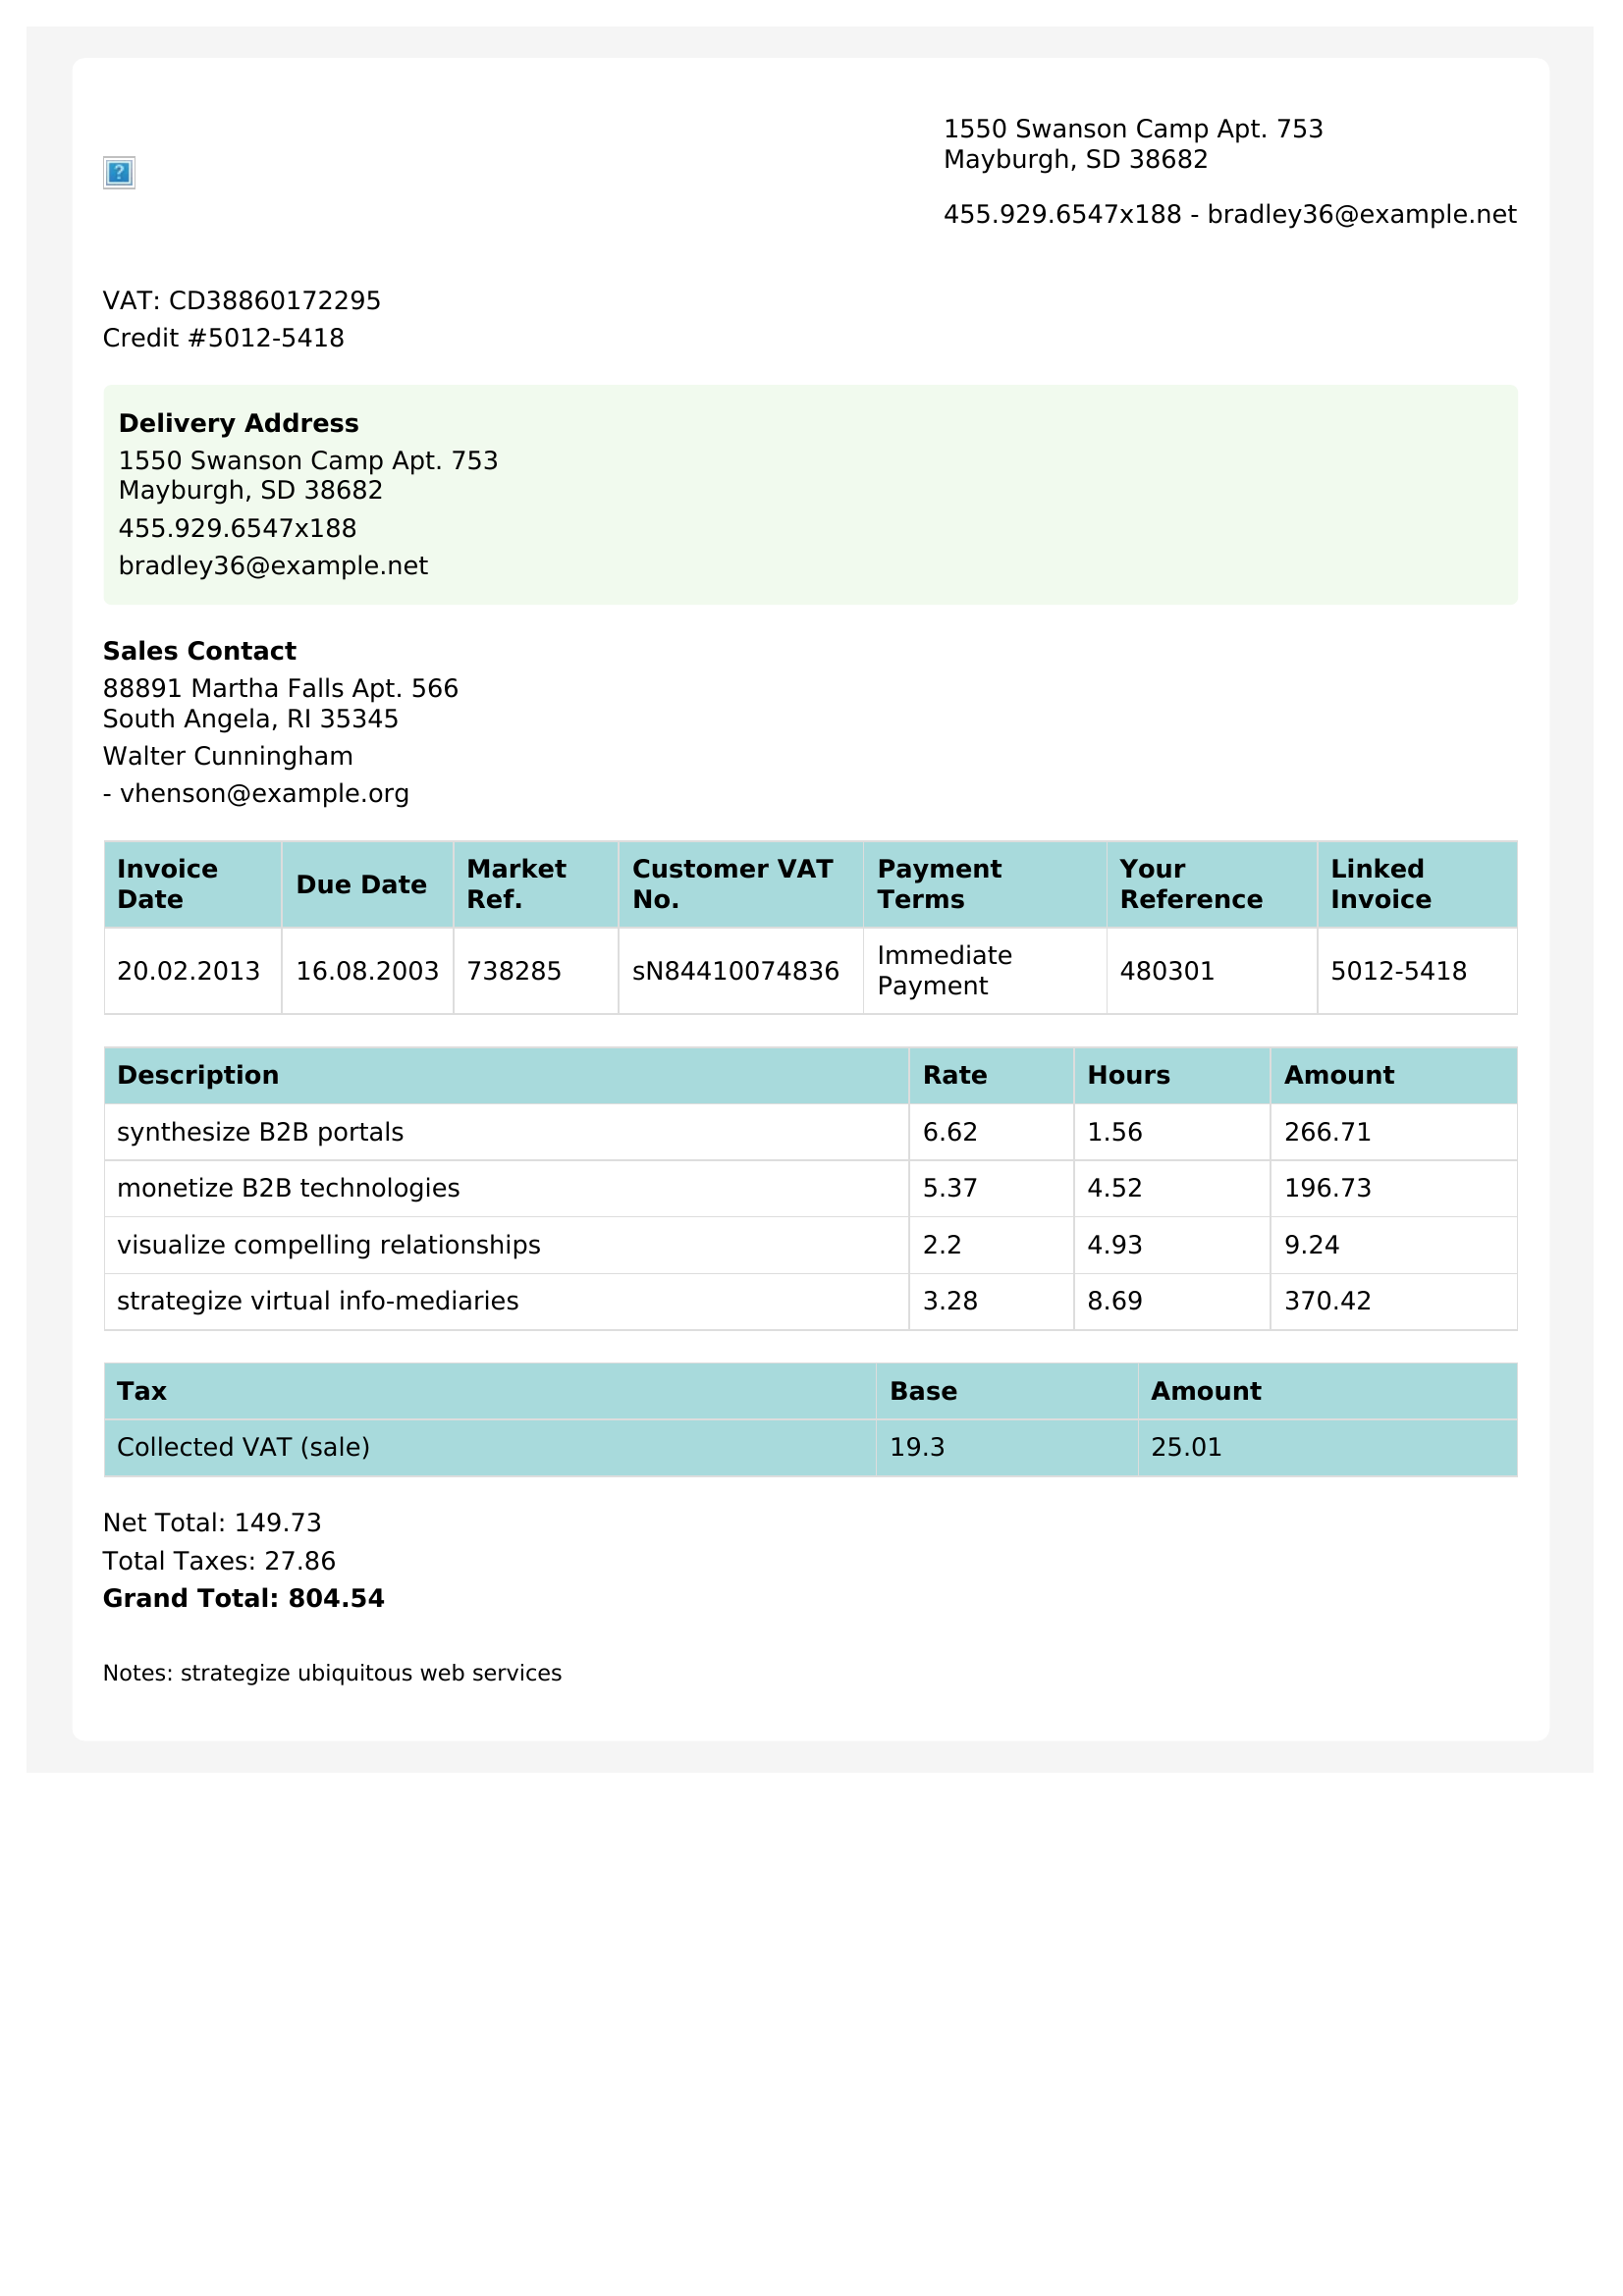 1550 Swanson Camp Apt. 753
Mayburgh, SD 38682
455.929.6547x188 - bradley36@example.net
VAT: CD38860172295
Credit #5012-5418
Delivery Address
1550 Swanson Camp Apt. 753
Mayburgh, SD 38682
455.929.6547x188
bradley36@example.net
Sales Contact
88891 Martha Falls Apt. 566
South Angela, RI 35345
Walter Cunningham
- vhenson@example.org
Invoice Date Due Date Market Ref. Customer VAT No. Payment Terms Your Reference Linked Invoice
20.02.2013 16.08.2003 738285 sN84410074836 Immediate Payment 480301 5012-5418
Description Rate Hours Amount
synthesize B2B portals 6.62 1.56 266.71
monetize B2B technologies 5.37 4.52 196.73
visualize compelling relationships 2.2 4.93 9.24
strategize virtual info-mediaries 3.28 8.69 370.42
Tax Base Amount
Collected VAT (sale) 19.3 25.01
Net Total: 149.73
Total Taxes: 27.86
Grand Total: 804.54
Notes: strategize ubiquitous web services